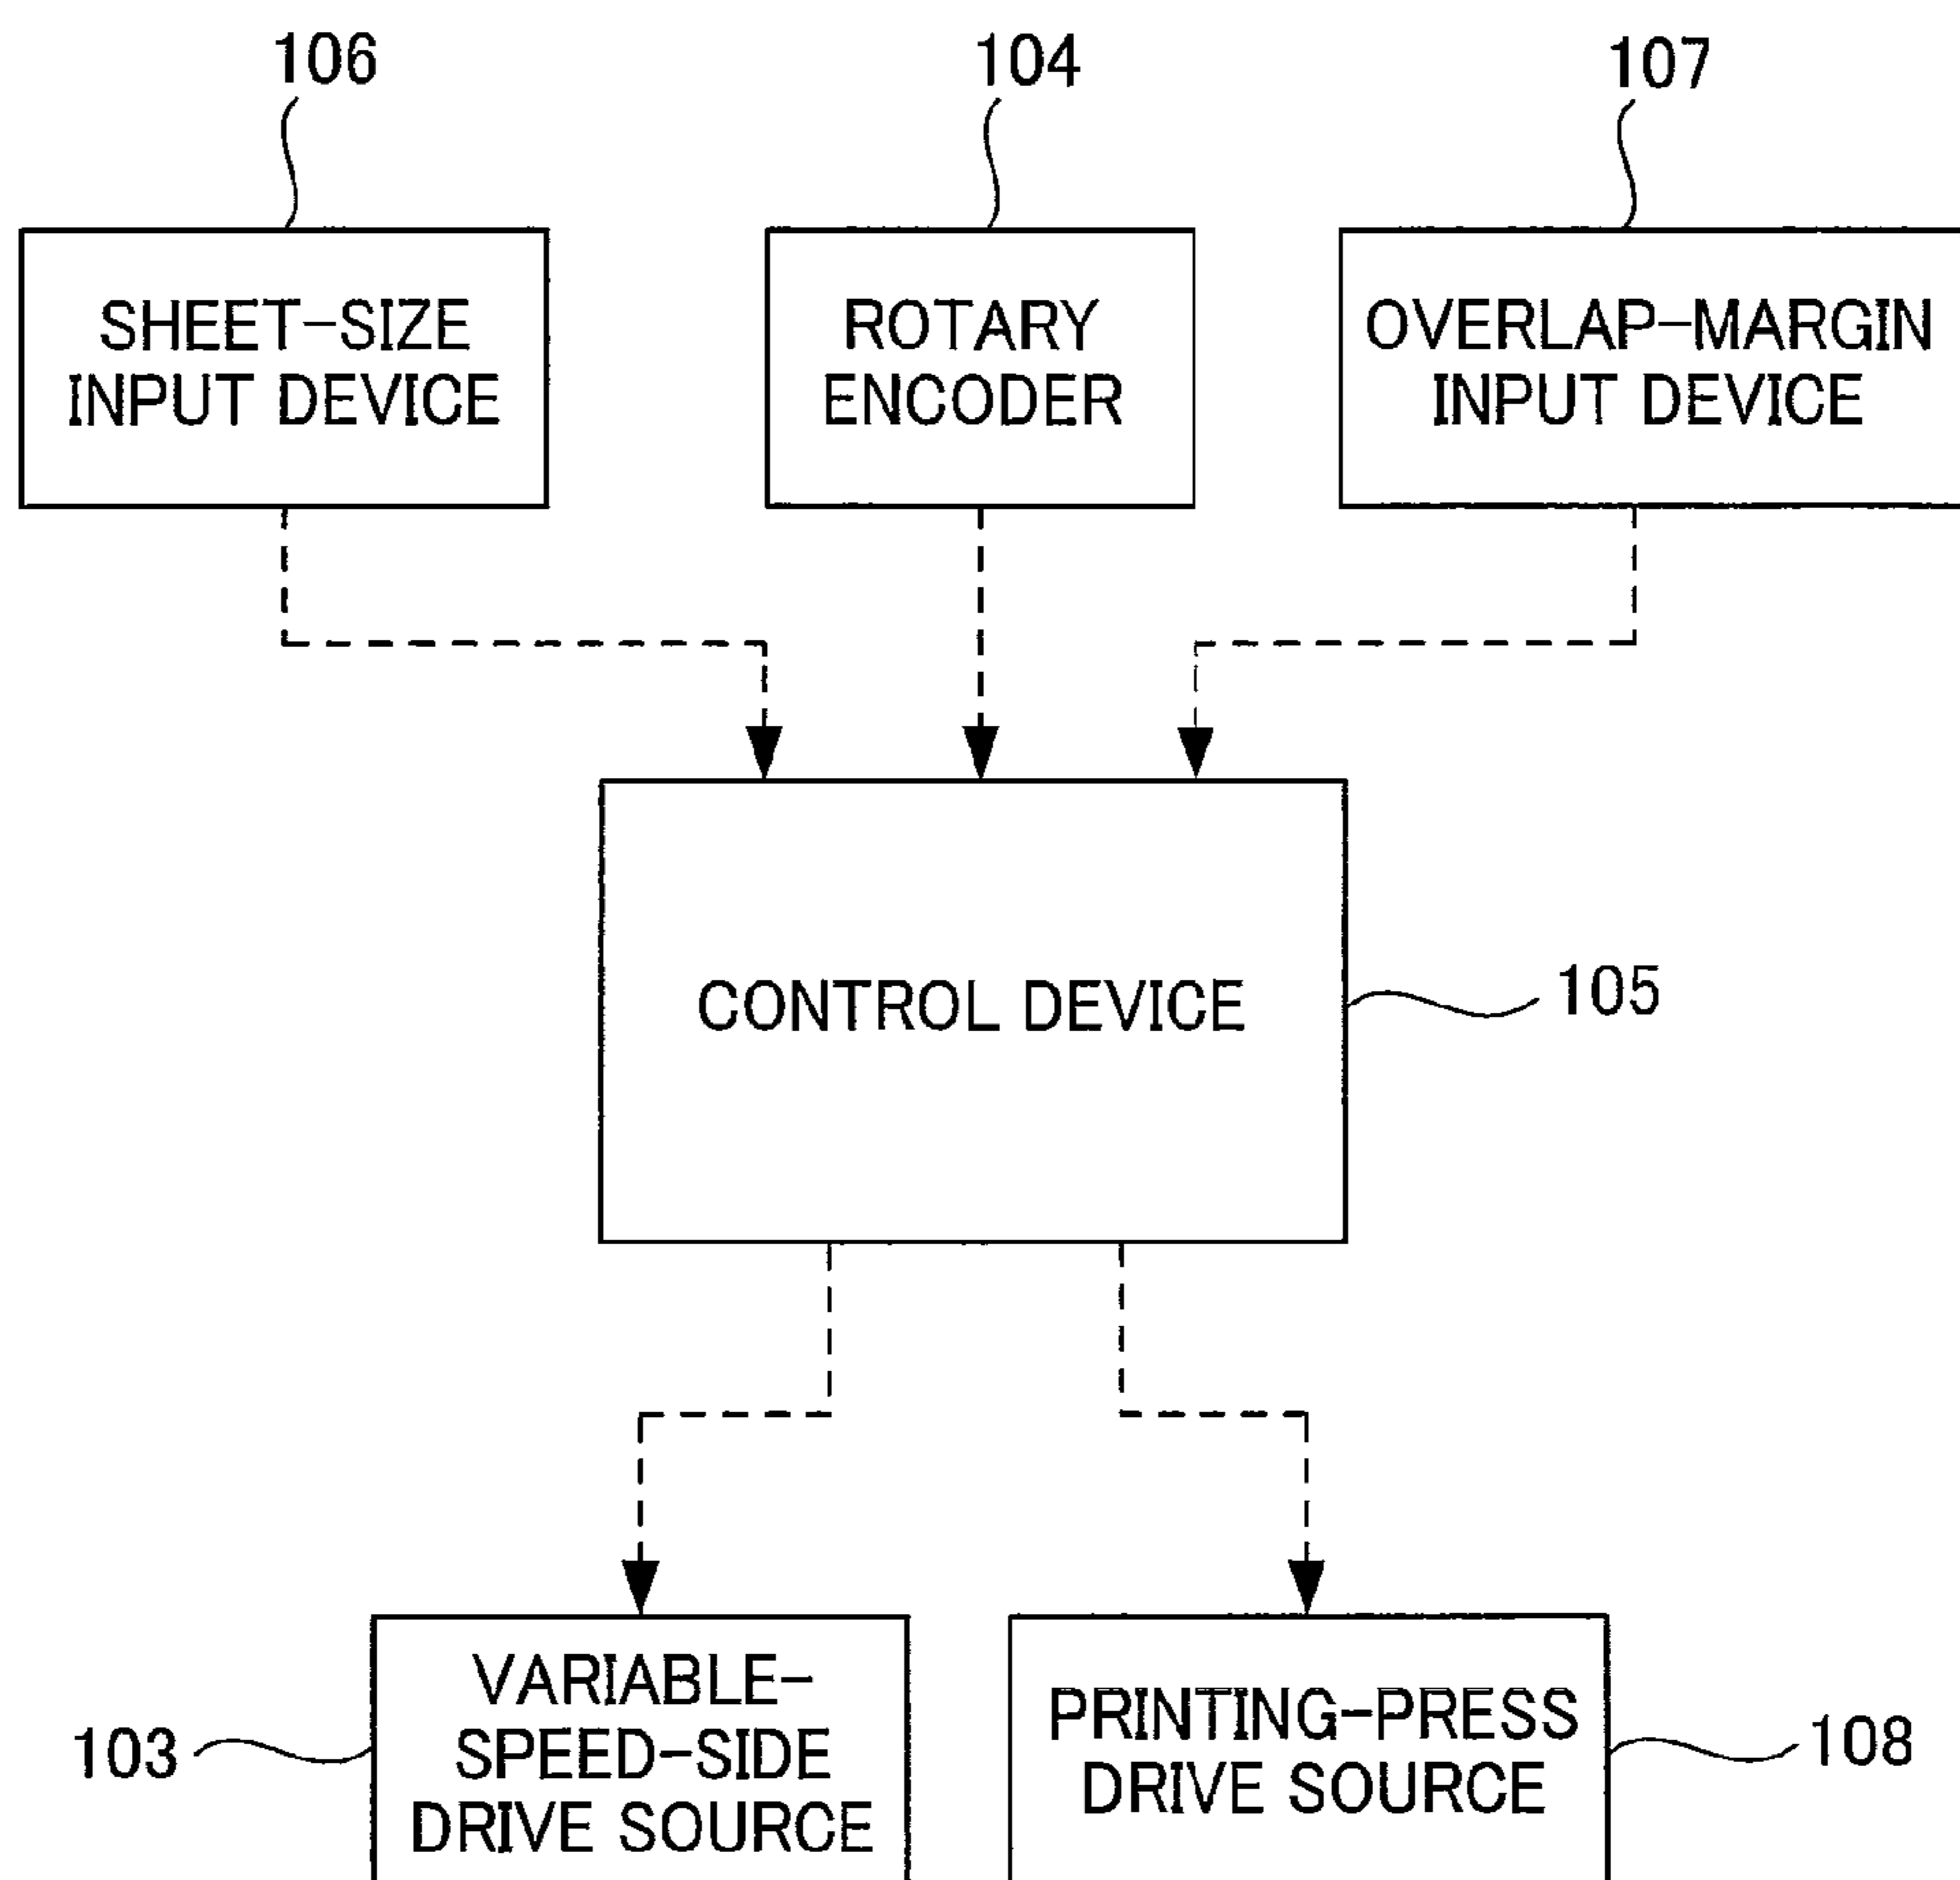 106
104
107
SHEET-SIZE
INPUT DEVICE
ROTARY
ENCODER
OVERLAP-MARGIN
INPUT DEVICE
CONTROL DEVICE
105
103
VARIABLE-
SPEED-SIDE
DRIVE SOURCE
PRINTING-PRESS
DRIVE SOURCE
108